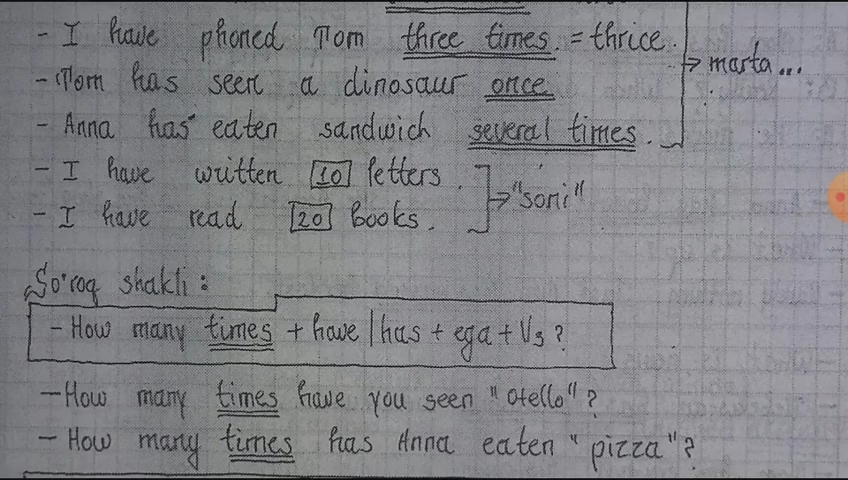 - I have phoned Tom three times. = thrice.
- Tom has seen a dinosaur once
→ marta...
- Anna has eaten sandwich several times.
- I have written 10 letters.
- I have read 20 Books.
→ "soni"
So'roq shakli:
- How many times + have / has + ega + V3?
- How many times have you seen "Otello"?
- How many times has Anna eaten "pizza"?